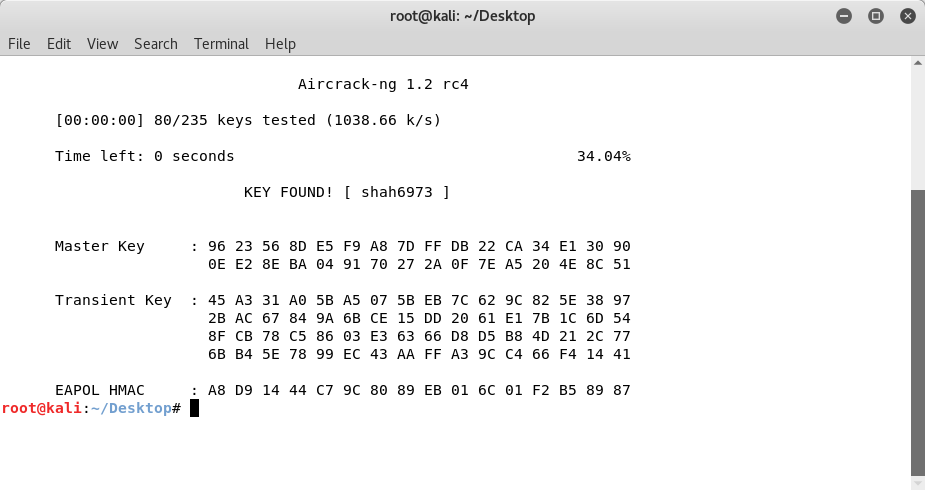 root@kali: ~/Desktop
File Edit View Search Terminal Help
Aircrack-ng 1.2 rc4
[00:00:00] 80/235 keys tested (1038.66 k/s)
Time left: 0 seconds 34.04%
KEY FOUND! [ shah6973 ]
Master Key : 96 23 56 8D E5 F9 A8 7D FF DB 22 CA 34 E1 30 90
0E E2 8E BA 04 91 70 27 2A 0F 7E A5 20 4E 8C 51
Transient Key : 45 A3 31 A0 5B A5 07 5B EB 7C 62 9C 82 5E 38 97
2B AC 67 84 9A 6B CE 15 DD 20 61 E1 7B 1C 6D 54
8F CB 78 C5 86 03 E3 63 66 D8 D5 B8 4D 21 2C 77
6B B4 5E 78 99 EC 43 AA FF A3 9C C4 66 F4 14 41
EAPOL HMAC : A8 D9 14 44 C7 9C 80 89 EB 01 6C 01 F2 B5 89 87
root@kali:~/Desktop#